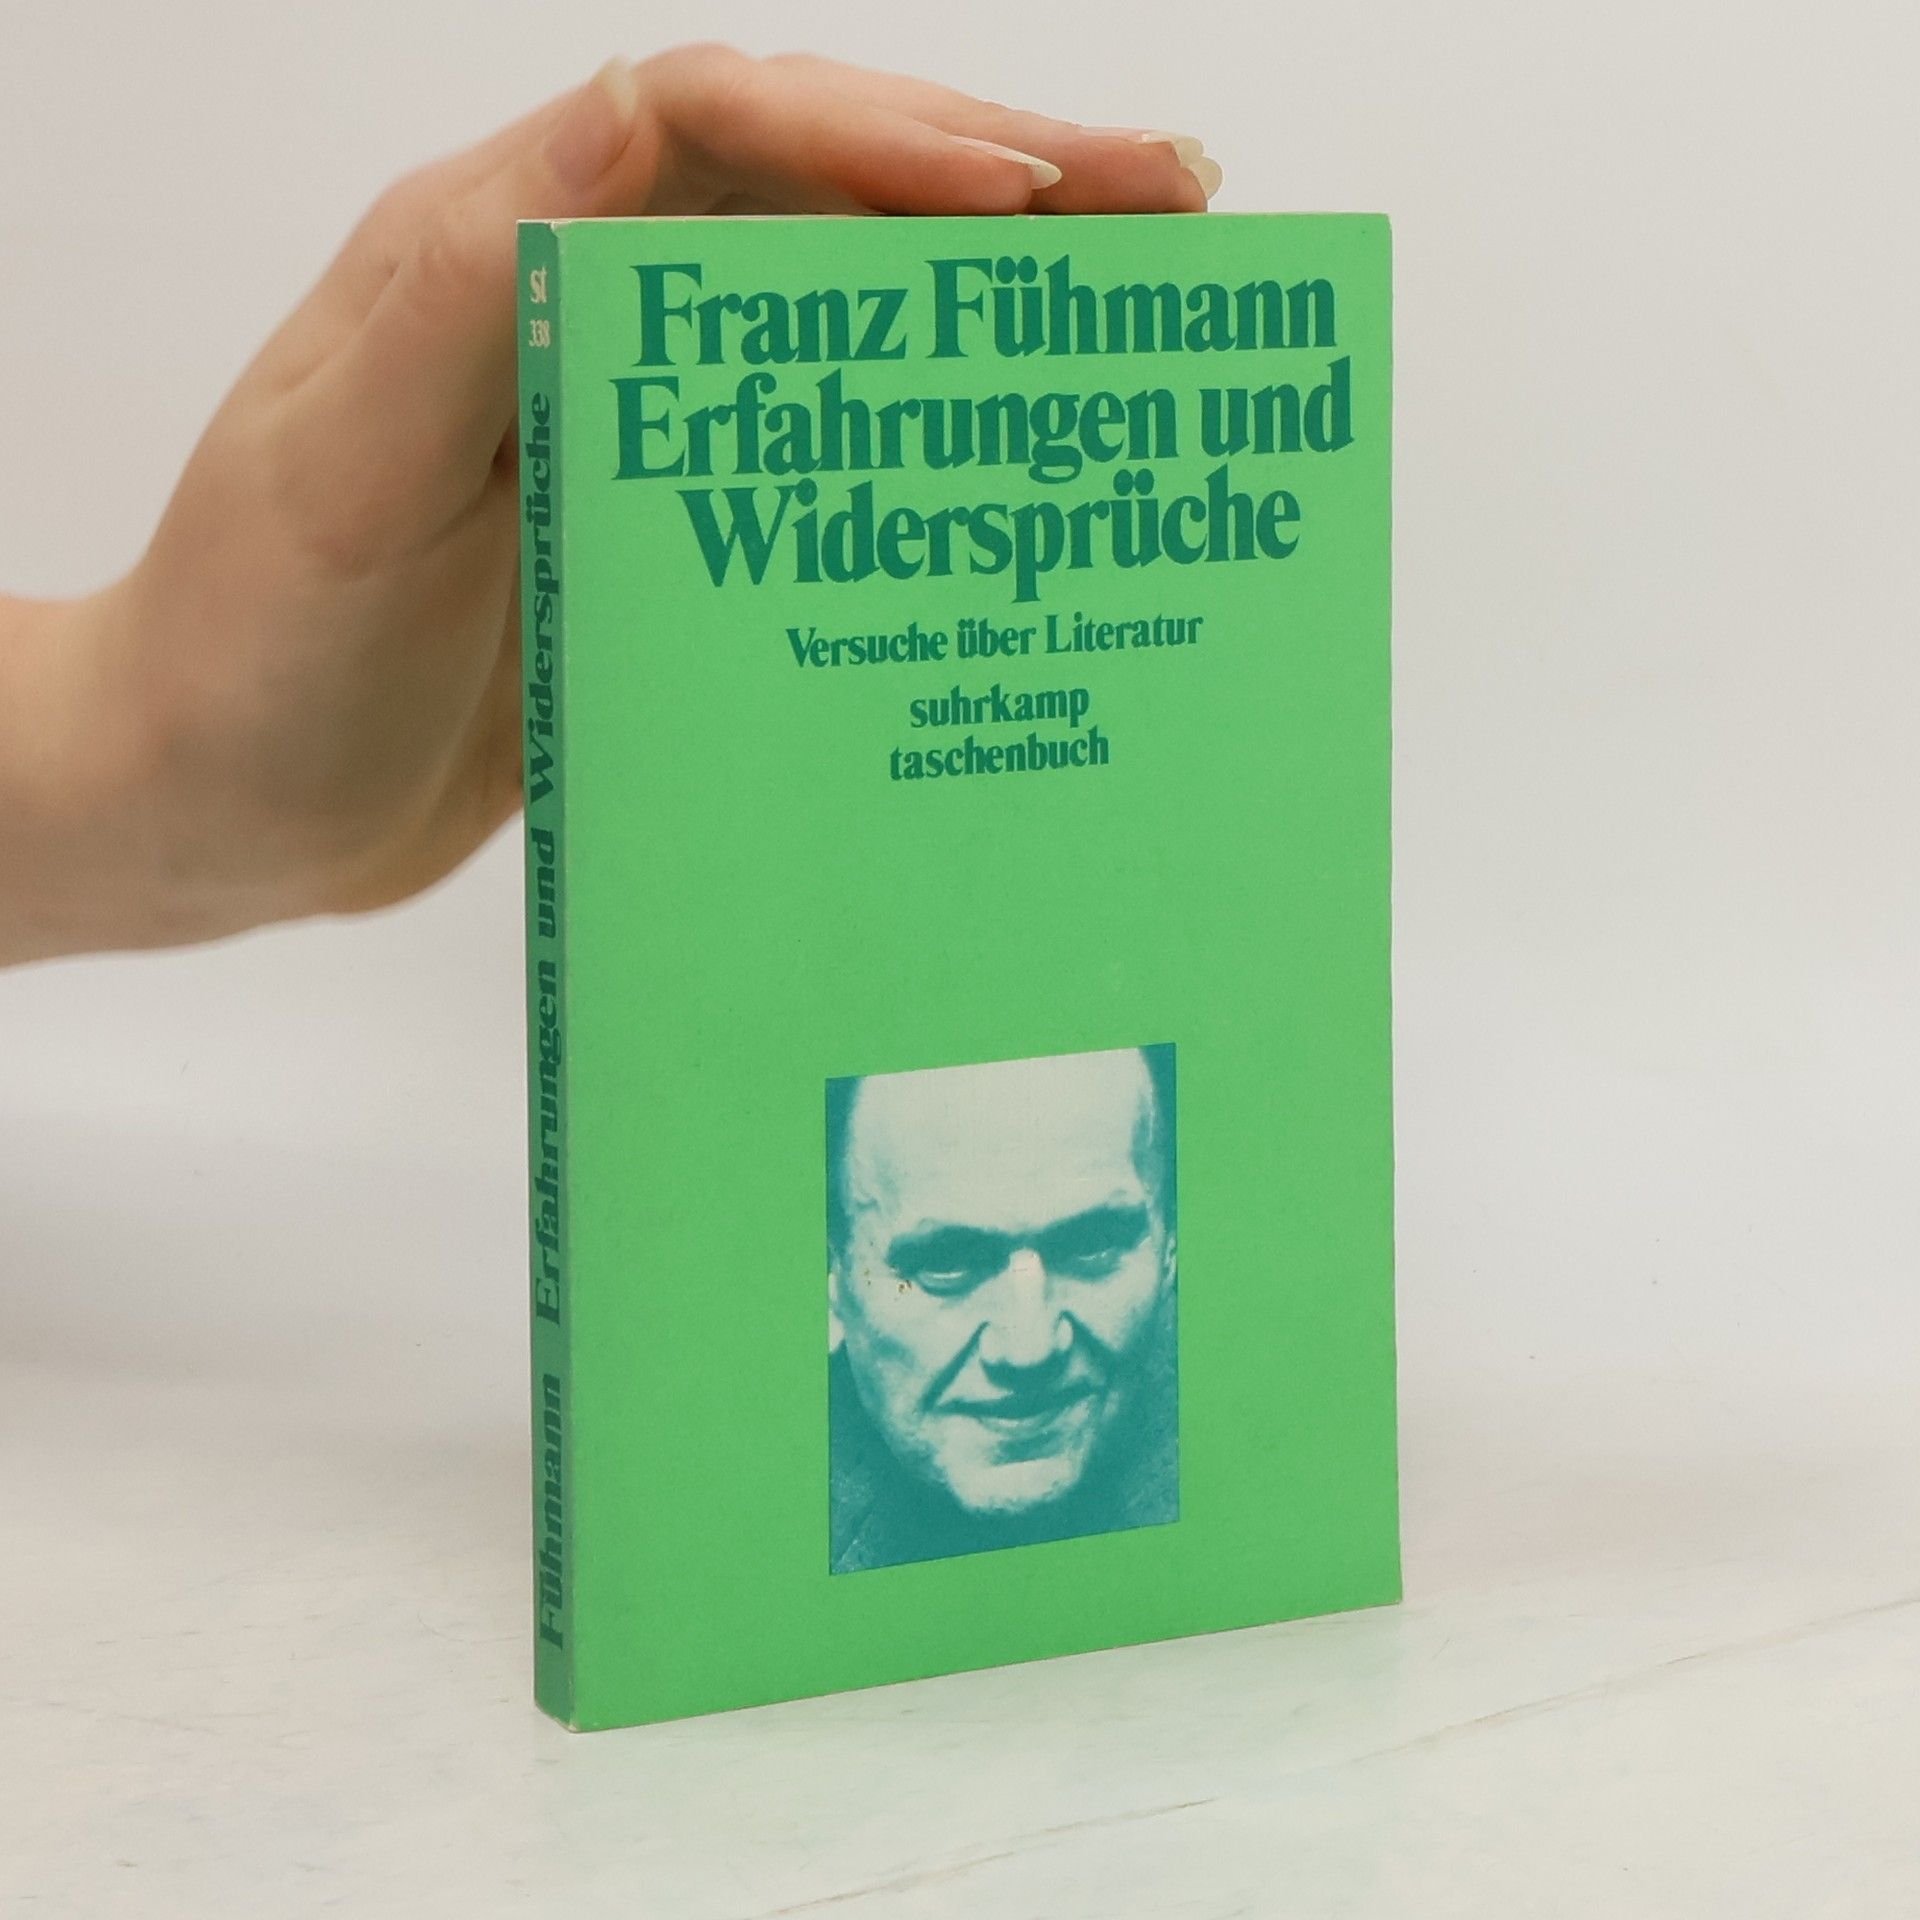 Franz Fühmann
Erfahrungen und
Widersprüche
Versuche über Literatur
suhrkamp
taschenbuch
st
338
Fühmann Erfahrungen und Widersprüche